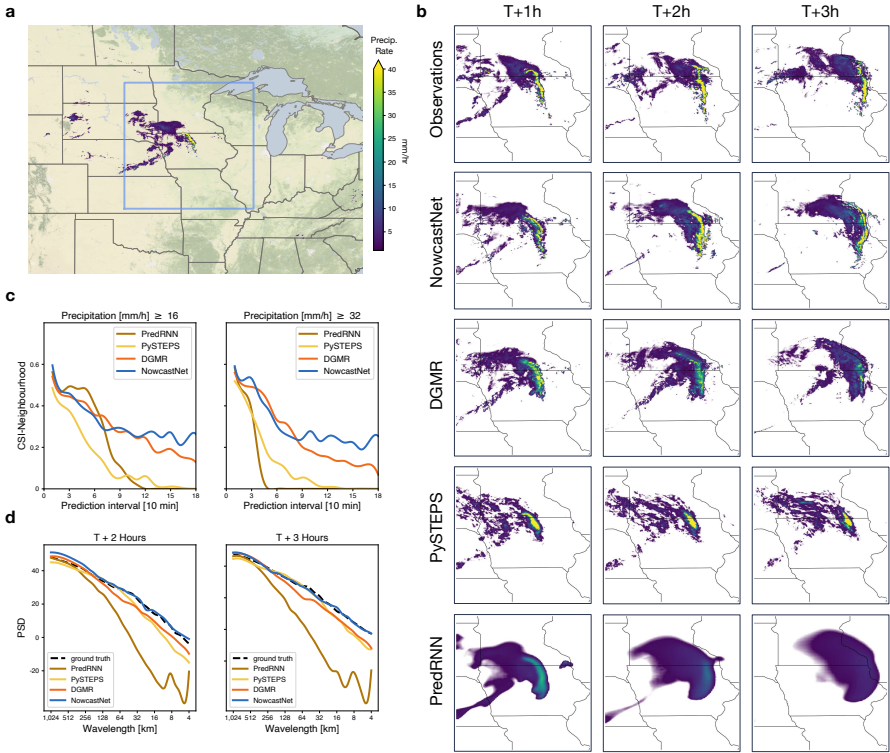 a
Precip.
Rate
40
35
30
25
20
15
10
5
mm/hr
b
T+1h
T+2h
T+3h
Observations
NowcastNet
DGMR
PySTEPS
PredRNN
c
Precipitation [mm/h] ≥ 16
Precipitation [mm/h] ≥ 32
PredRNN
PySTEPS
DGMR
NowcastNet
PredRNN
PySTEPS
DGMR
NowcastNet
CSI-Neighbourhood
0.6
0.4
0.2
0
0 3 6 9 12 15 18
0 3 6 9 12 15 18
Prediction interval [10 min]
Prediction interval [10 min]
d
T + 2 Hours
T + 3 Hours
PSD
40
20
0
-20
ground truth
PredRNN
PySTEPS
DGMR
NowcastNet
ground truth
PredRNN
PySTEPS
DGMR
NowcastNet
1,024 512 256 128 64 32 16 8 4
1,024 512 256 128 64 32 16 8 4
Wavelength [km]
Wavelength [km]